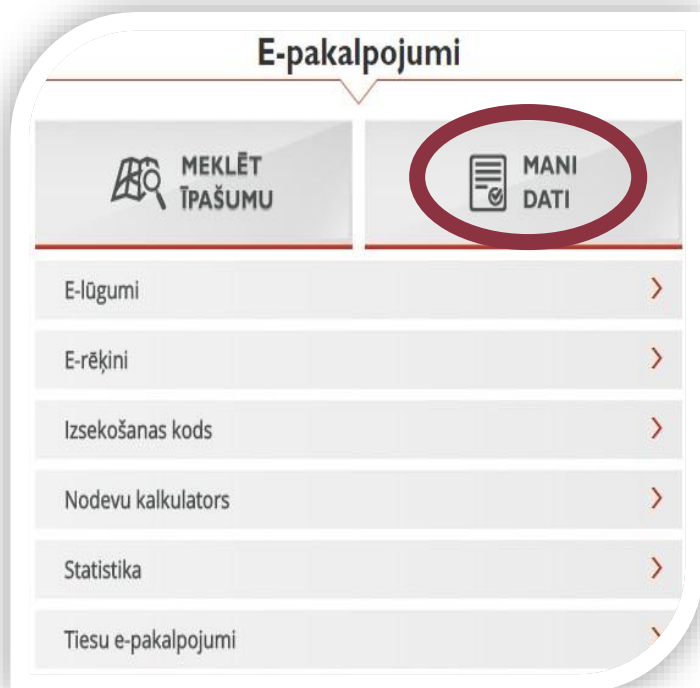 E-pakalpojumi
MEKLĒT
ĪPAŠUMU
MANI
DATI
E-lūgumi
E-rēķini
Izsekošanas kods
Nodevu kalkulators
Statistika
Tiesu e-pakalpojumi